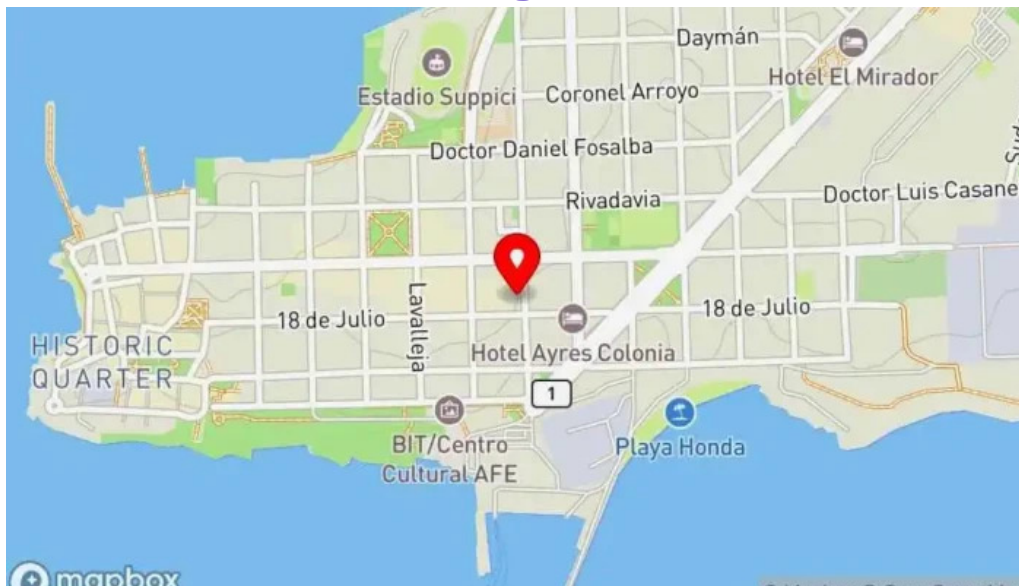 Daymán
Hotel El Mirador
Estadio Suppici
Coronel Arroyo
Doctor Daniel Fosalba
Rivadavia
Doctor Luis Casane
Lavalleja
18 de Julio
18 de Julio
HISTORIC
QUARTER
Hotel Ayres Colonia
1
BIT/Centro
Cultural AFE
Playa Honda
mapbox